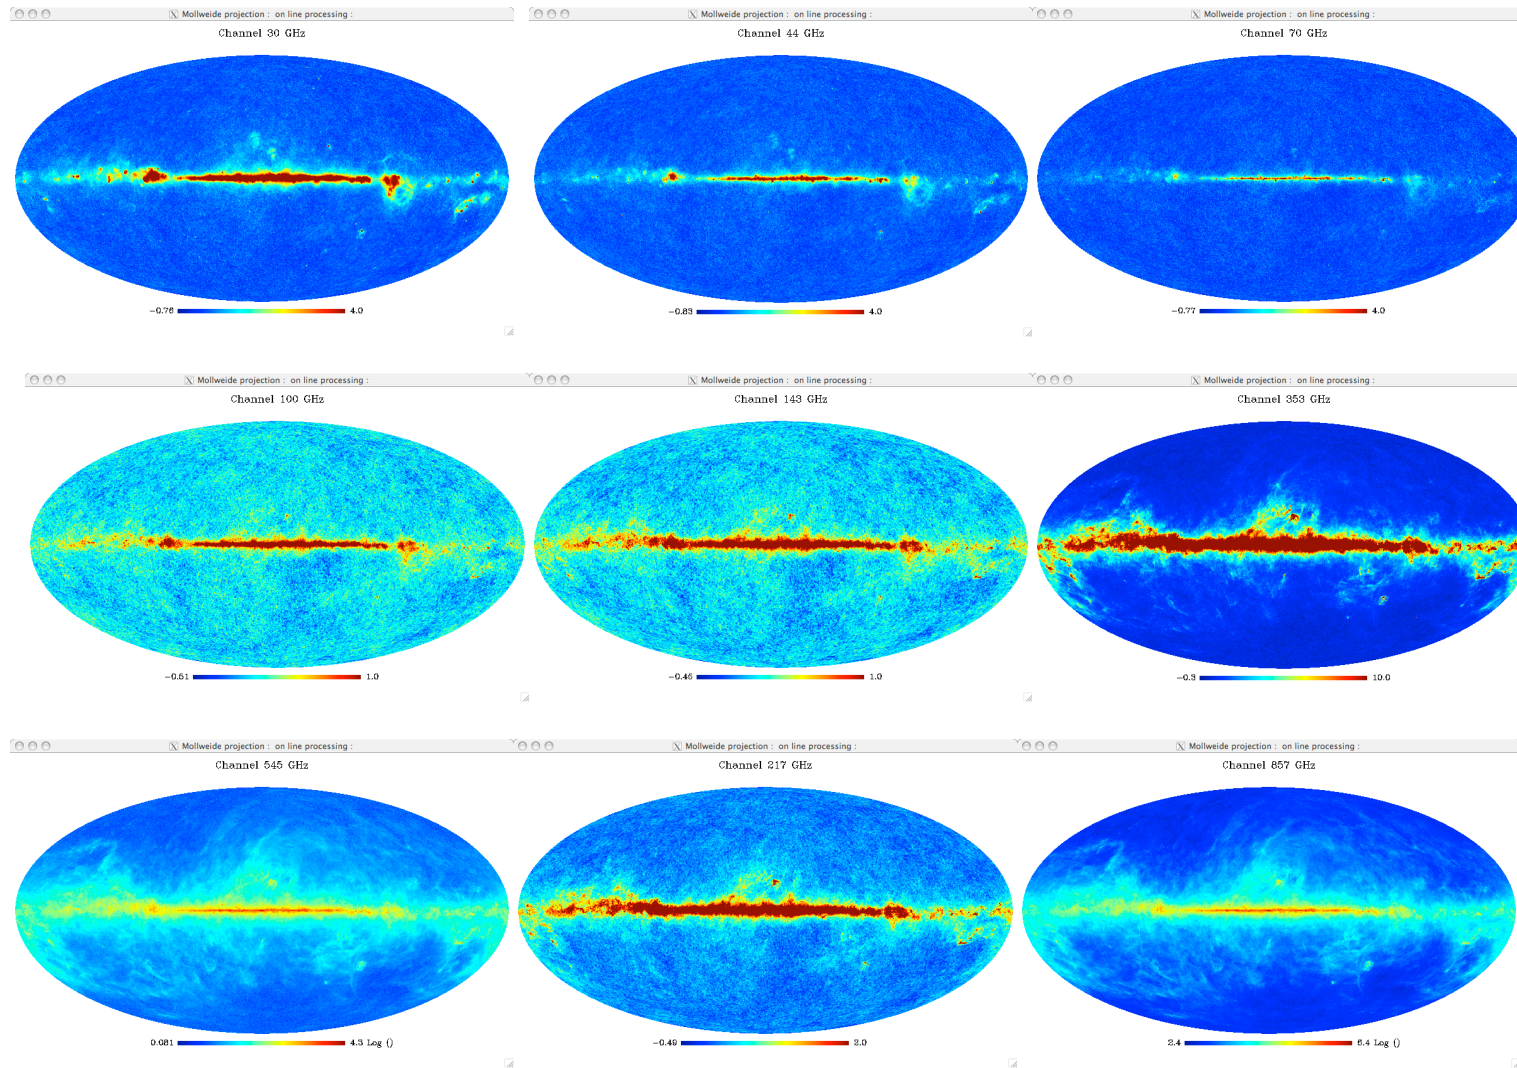 Mollweide projection : on line processing :
Channel 30 GHz
-0.76 4.0
Mollweide projection : on line processing :
Channel 44 GHz
-0.83 4.0
Mollweide projection : on line processing :
Channel 70 GHz
-0.77 4.0
Mollweide projection : on line processing :
Channel 100 GHz
-0.51 1.0
Mollweide projection : on line processing :
Channel 143 GHz
-0.46 1.0
Mollweide projection : on line processing :
Channel 353 GHz
-0.3 10.0
Mollweide projection : on line processing :
Channel 545 GHz
0.081 4.3 Log ()
Mollweide projection : on line processing :
Channel 217 GHz
-0.49 2.0
Mollweide projection : on line processing :
Channel 857 GHz
2.4 6.4 Log ()